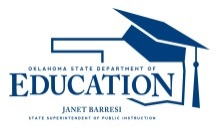 OKLAHOMA STATE DEPARTMENT OF
EDUCATION
JANET BARRESI
STATE SUPERINTENDENT OF PUBLIC INSTRUCTION